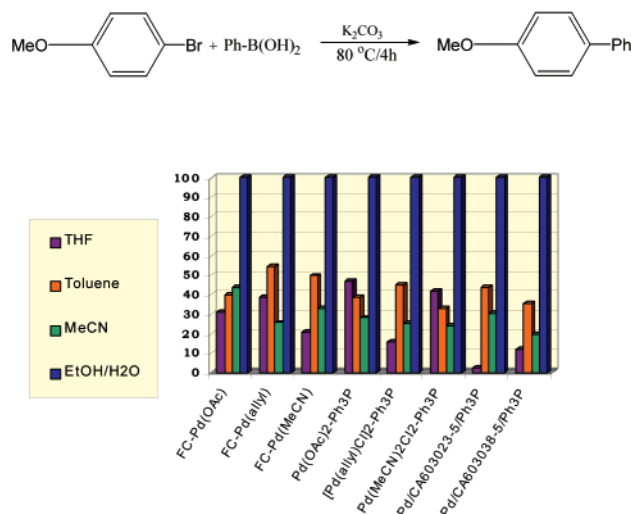 MeO Br + Ph-B(OH)2 K2CO3 80 °C/4h MeO Ph
100
90
80
70
60
50
40
30
20
10
0
THF
Toluene
MeCN
EtOH/H2O
FC-Pd(OAc)
FC-Pd(allyl)
FC-Pd(MeCN)
Pd(OAc)2-Ph3P
[Pd(allyl)Cl]2-Ph3P
Pd(MeCN)2Cl2-Ph3P
Pd/CA603023-5/Ph3P
Pd/CA603038-5/Ph3P